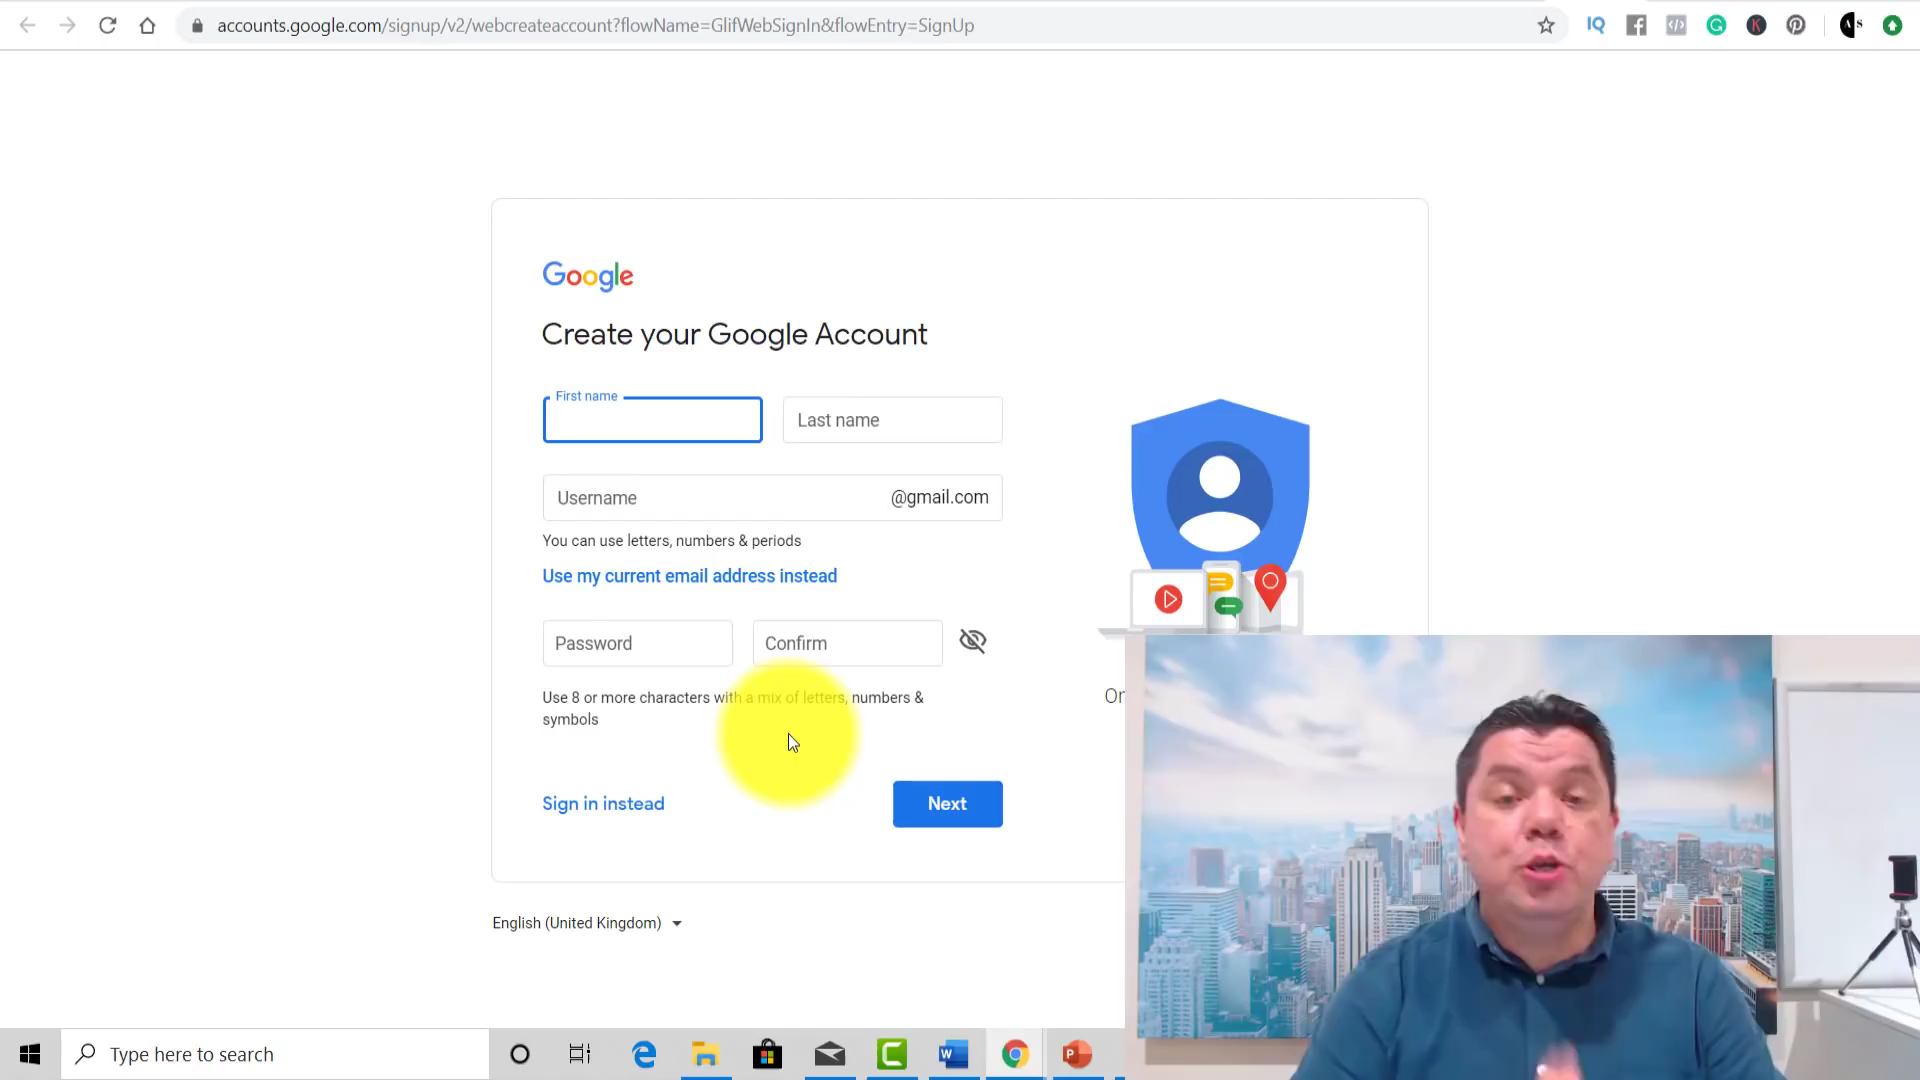 accounts.google.com/signup/v2/webcreateaccount?flowName=GlifWebSignIn&flowEntry=SignUp
IQ
K
Google
Create your Google Account
First name
Last name
Username
@gmail.com
You can use letters, numbers & periods
Use my current email address instead
Password
Confirm
Use 8 or more characters with a mix of letters, numbers &
symbols
Sign in instead
Next
English (United Kingdom)
Type here to search